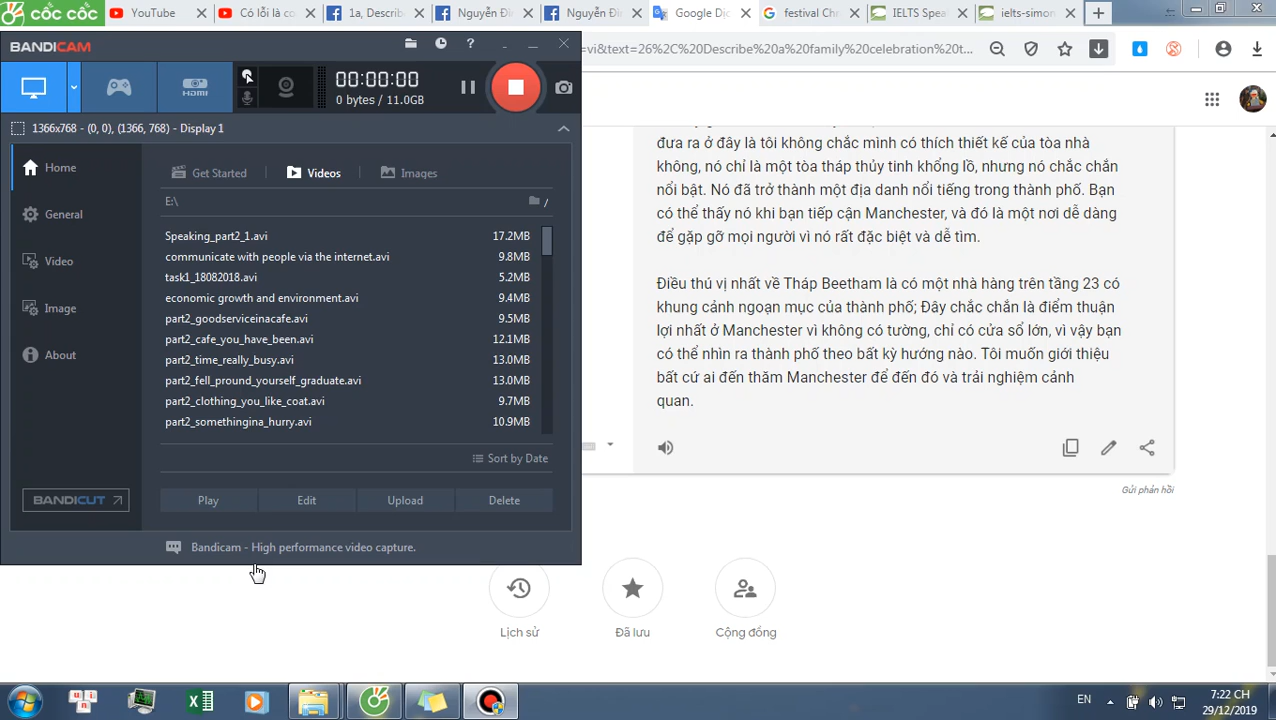 CỐC CỐC
YouTube
Có lỗi là cơ
1a, Describ
Nguyễn Đì
Nguyễn Đì
Google Dịc
festival Chr
IELTS Spea
ielts-simon
=vi&text=26%2C%20Describe%20a%20family%20celebration%20t...
BANDICAM
HDMI
00:00:00
0 bytes / 11.0GB
1366x768 - (0, 0), (1366, 768) - Display 1
Home
General
Video
Image
About
BANDICUT
Get Started
Videos
Images
E:\
/
Speaking_part2_1.avi 17.2MB
communicate with people via the internet.avi 9.8MB
task1_18082018.avi 5.2MB
economic growth and environment.avi 9.4MB
part2_goodserviceinacafe.avi 9.5MB
part2_cafe_you_have_been.avi 12.1MB
part2_time_really_busy.avi 13.0MB
part2_fell_pround_yourself_graduate.avi 13.0MB
part2_clothing_you_like_coat.avi 9.7MB
part2_somethingina_hurry.avi 10.9MB
Sort by Date
Play
Edit
Upload
Delete
Bandicam - High performance video capture.
đưa ra ở đây là tôi không chắc mình có thích thiết kế của tòa nhà
không, nó chỉ là một tòa tháp thủy tinh khổng lồ, nhưng nó chắc chắn
nổi bật. Nó đã trở thành một địa danh nổi tiếng trong thành phố. Bạn
có thể thấy nó khi bạn tiếp cận Manchester, và đó là một nơi dễ dàng
để gặp gỡ mọi người vì nó rất đặc biệt và dễ tìm.
Điều thú vị nhất về Tháp Beetham là có một nhà hàng trên tầng 23 có
khung cảnh ngoạn mục của thành phố; Đây chắc chắn là điểm thuận
lợi nhất ở Manchester vì không có tường, chỉ có cửa sổ lớn, vì vậy bạn
có thể nhìn ra thành phố theo bất kỳ hướng nào. Tôi muốn giới thiệu
bất cứ ai đến thăm Manchester để đến đó và trải nghiệm cảnh
quan.
Gửi phản hồi
Lịch sử
Đã lưu
Cộng đồng
EN
7:22 CH
29/12/2019